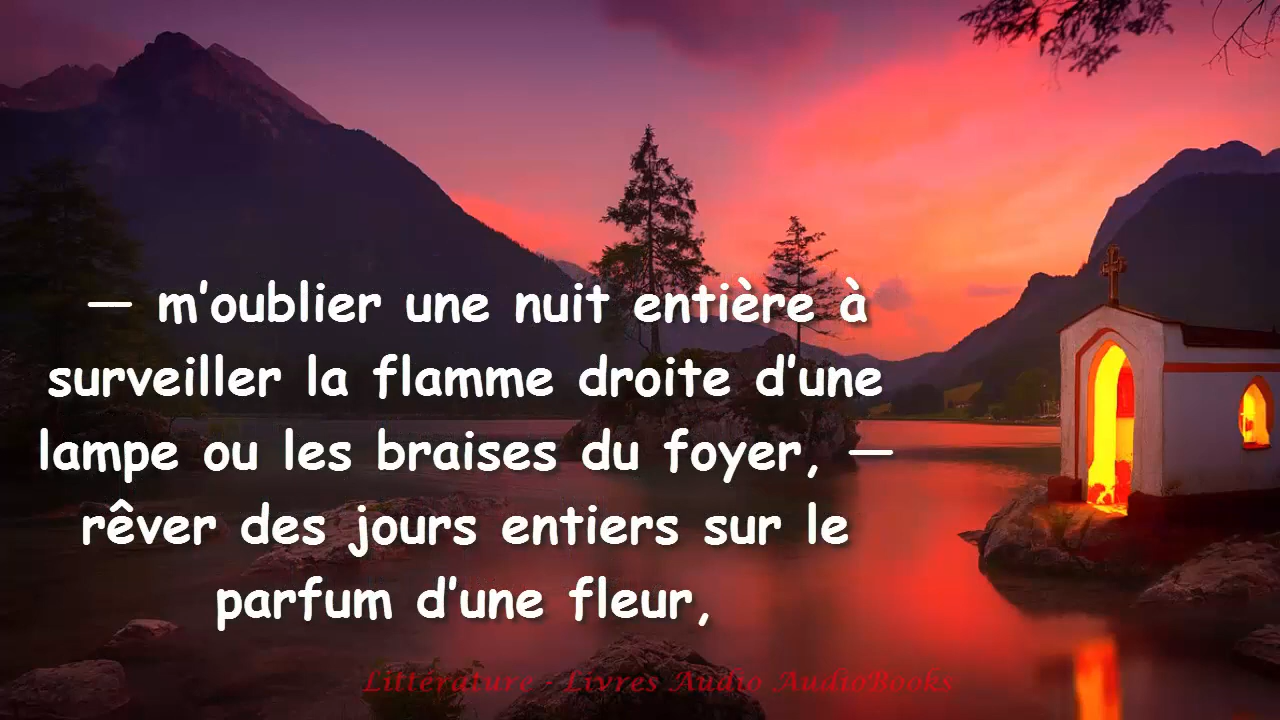 — m’oublier une nuit entière à
surveiller la flamme droite d’une
lampe ou les braises du foyer, —
rêver des jours entiers sur le
parfum d’une fleur,
Littérature - Livres Audio AudioBooks